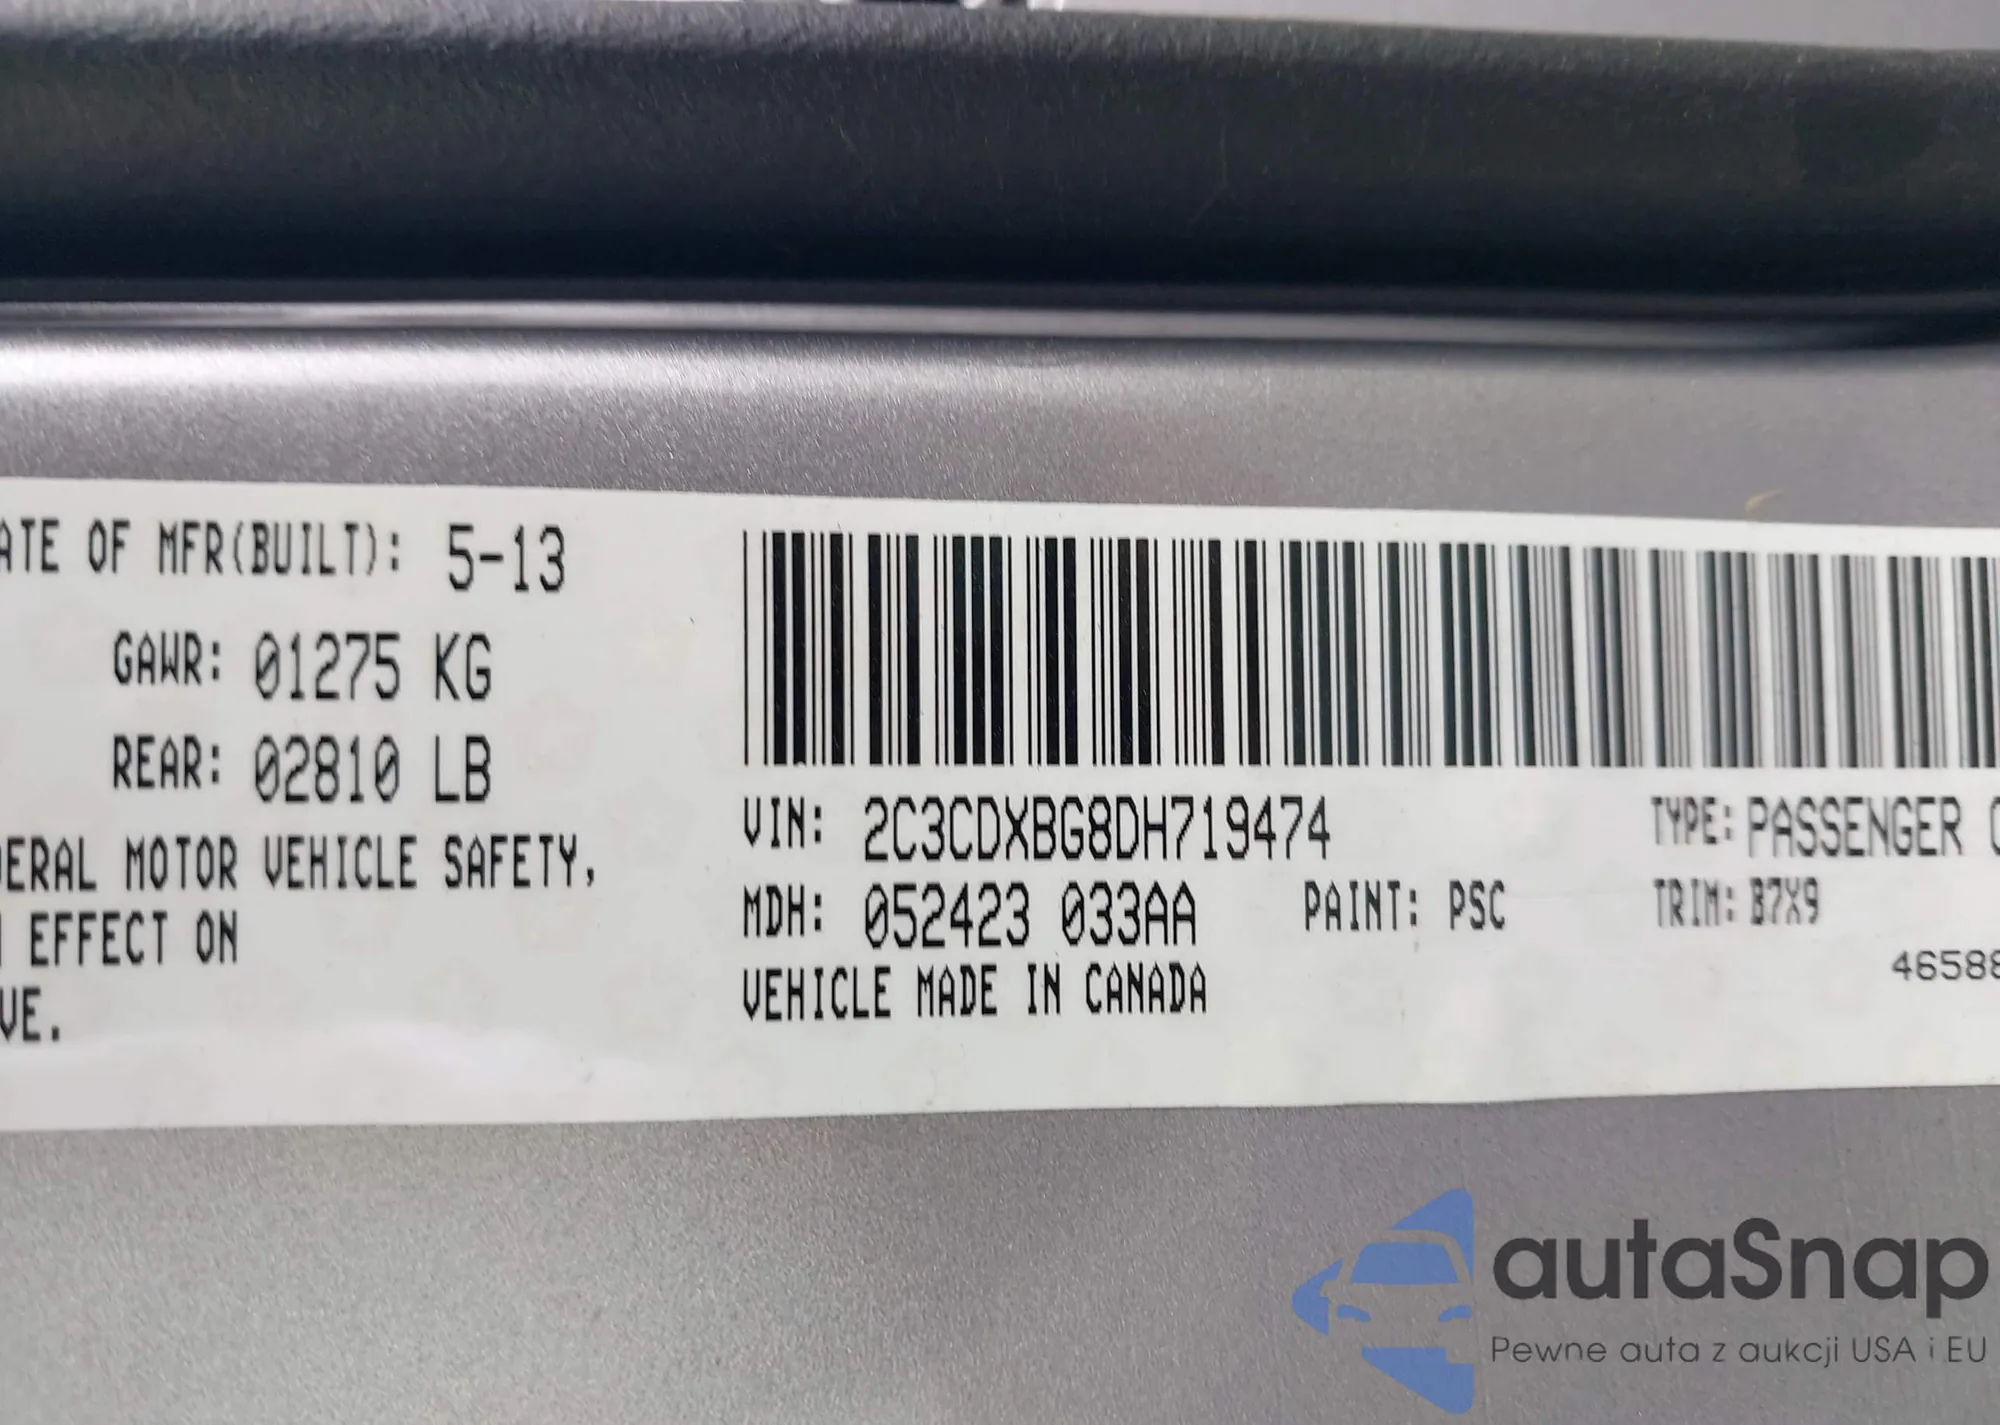 ATE OF MFR(BUILT): 5-13
GAWR: 01275 KG
REAR: 02810 LB
DERAL MOTOR VEHICLE SAFETY,
EFFECT ON
VE.
VIN: 2C3CDXBG8DH719474
TYPE: PASSENGER C
MDH: 052423 033AA PAINT: PSC TRIM: B7X9
VEHICLE MADE IN CANADA
46588
autaSnap
Pewne auta z aukcji USA i EU